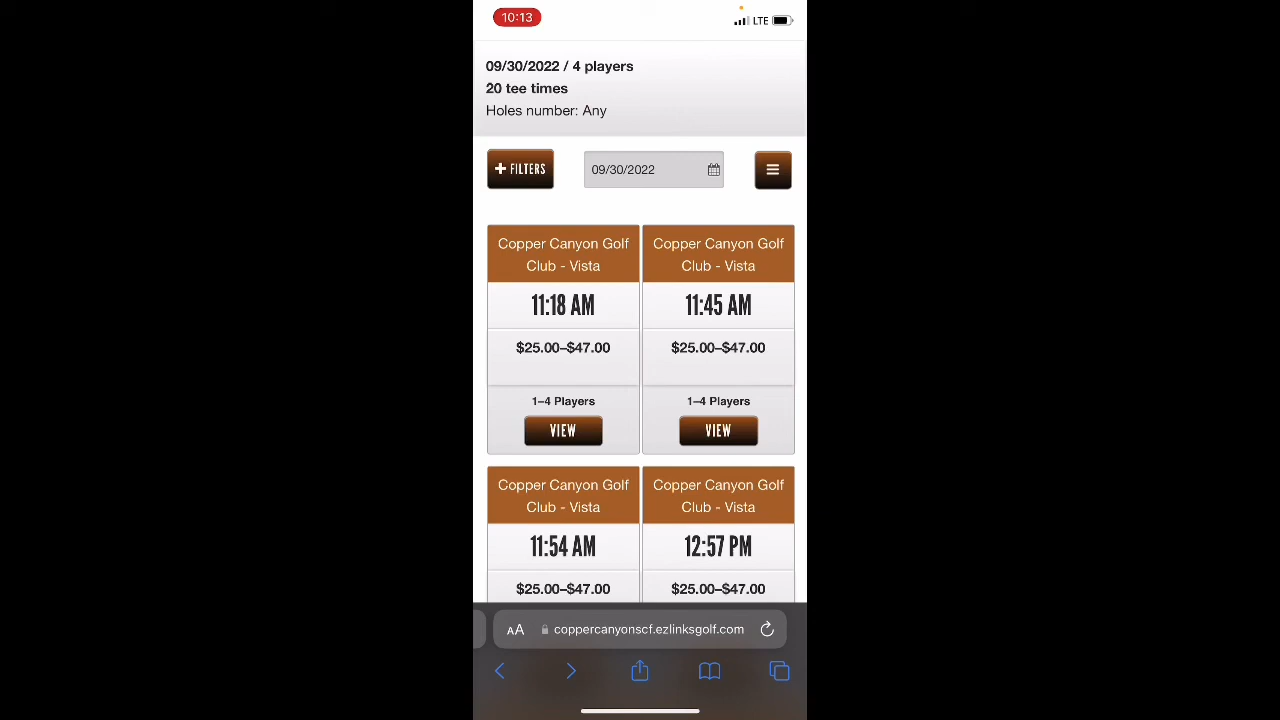 10:13
LTE
09/30/2022 / 4 players
20 tee times
Holes number: Any
+ FILTERS
09/30/2022
Copper Canyon Golf
Club - Vista
11:18 AM
$25.00–$47.00
1–4 Players
VIEW
Copper Canyon Golf
Club - Vista
11:45 AM
$25.00–$47.00
1–4 Players
VIEW
Copper Canyon Golf
Club - Vista
11:54 AM
$25.00–$47.00
Copper Canyon Golf
Club - Vista
12:57 PM
$25.00–$47.00
AA
coppercanyonscf.ezlinksgolf.com